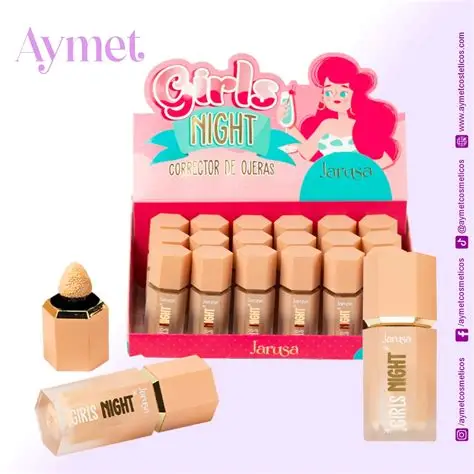 Aymet
Girls
NIGHT
CORRECTOR DE OJERAS
Jarusa
Jarusa
GIRLS NIGHT
Jarusa
Jarusa
GIRLS NIGHT
www.aymetcosteticos.com
@aymetcosmeticos
/aymetcosmeticos
/aymetcosmeticos